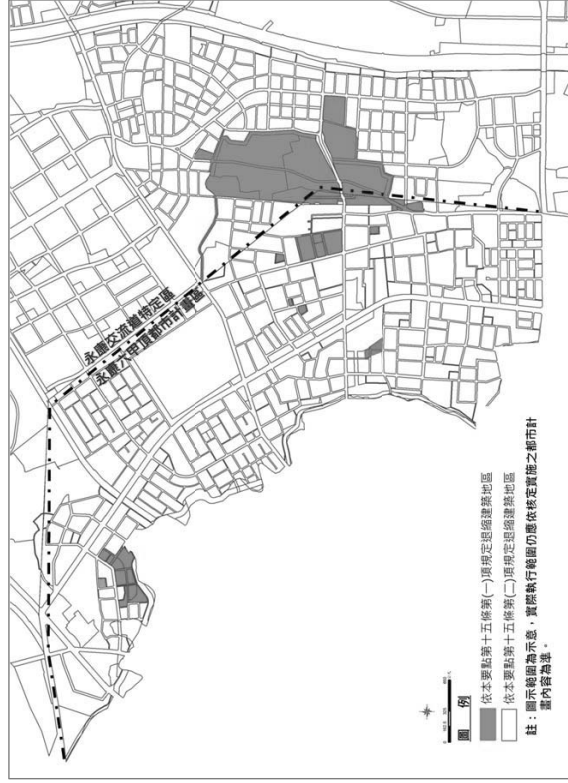 永康交流道特定區
永康六甲頂都市計畫區
圖 例
依本要點第十五條第(一)項規定退縮建築地區
依本要點第十五條第(二)項規定退縮建築地區
註：圖示範圍為示意，實際執行範圍仍應依核定實施之都市計
畫內容為準。